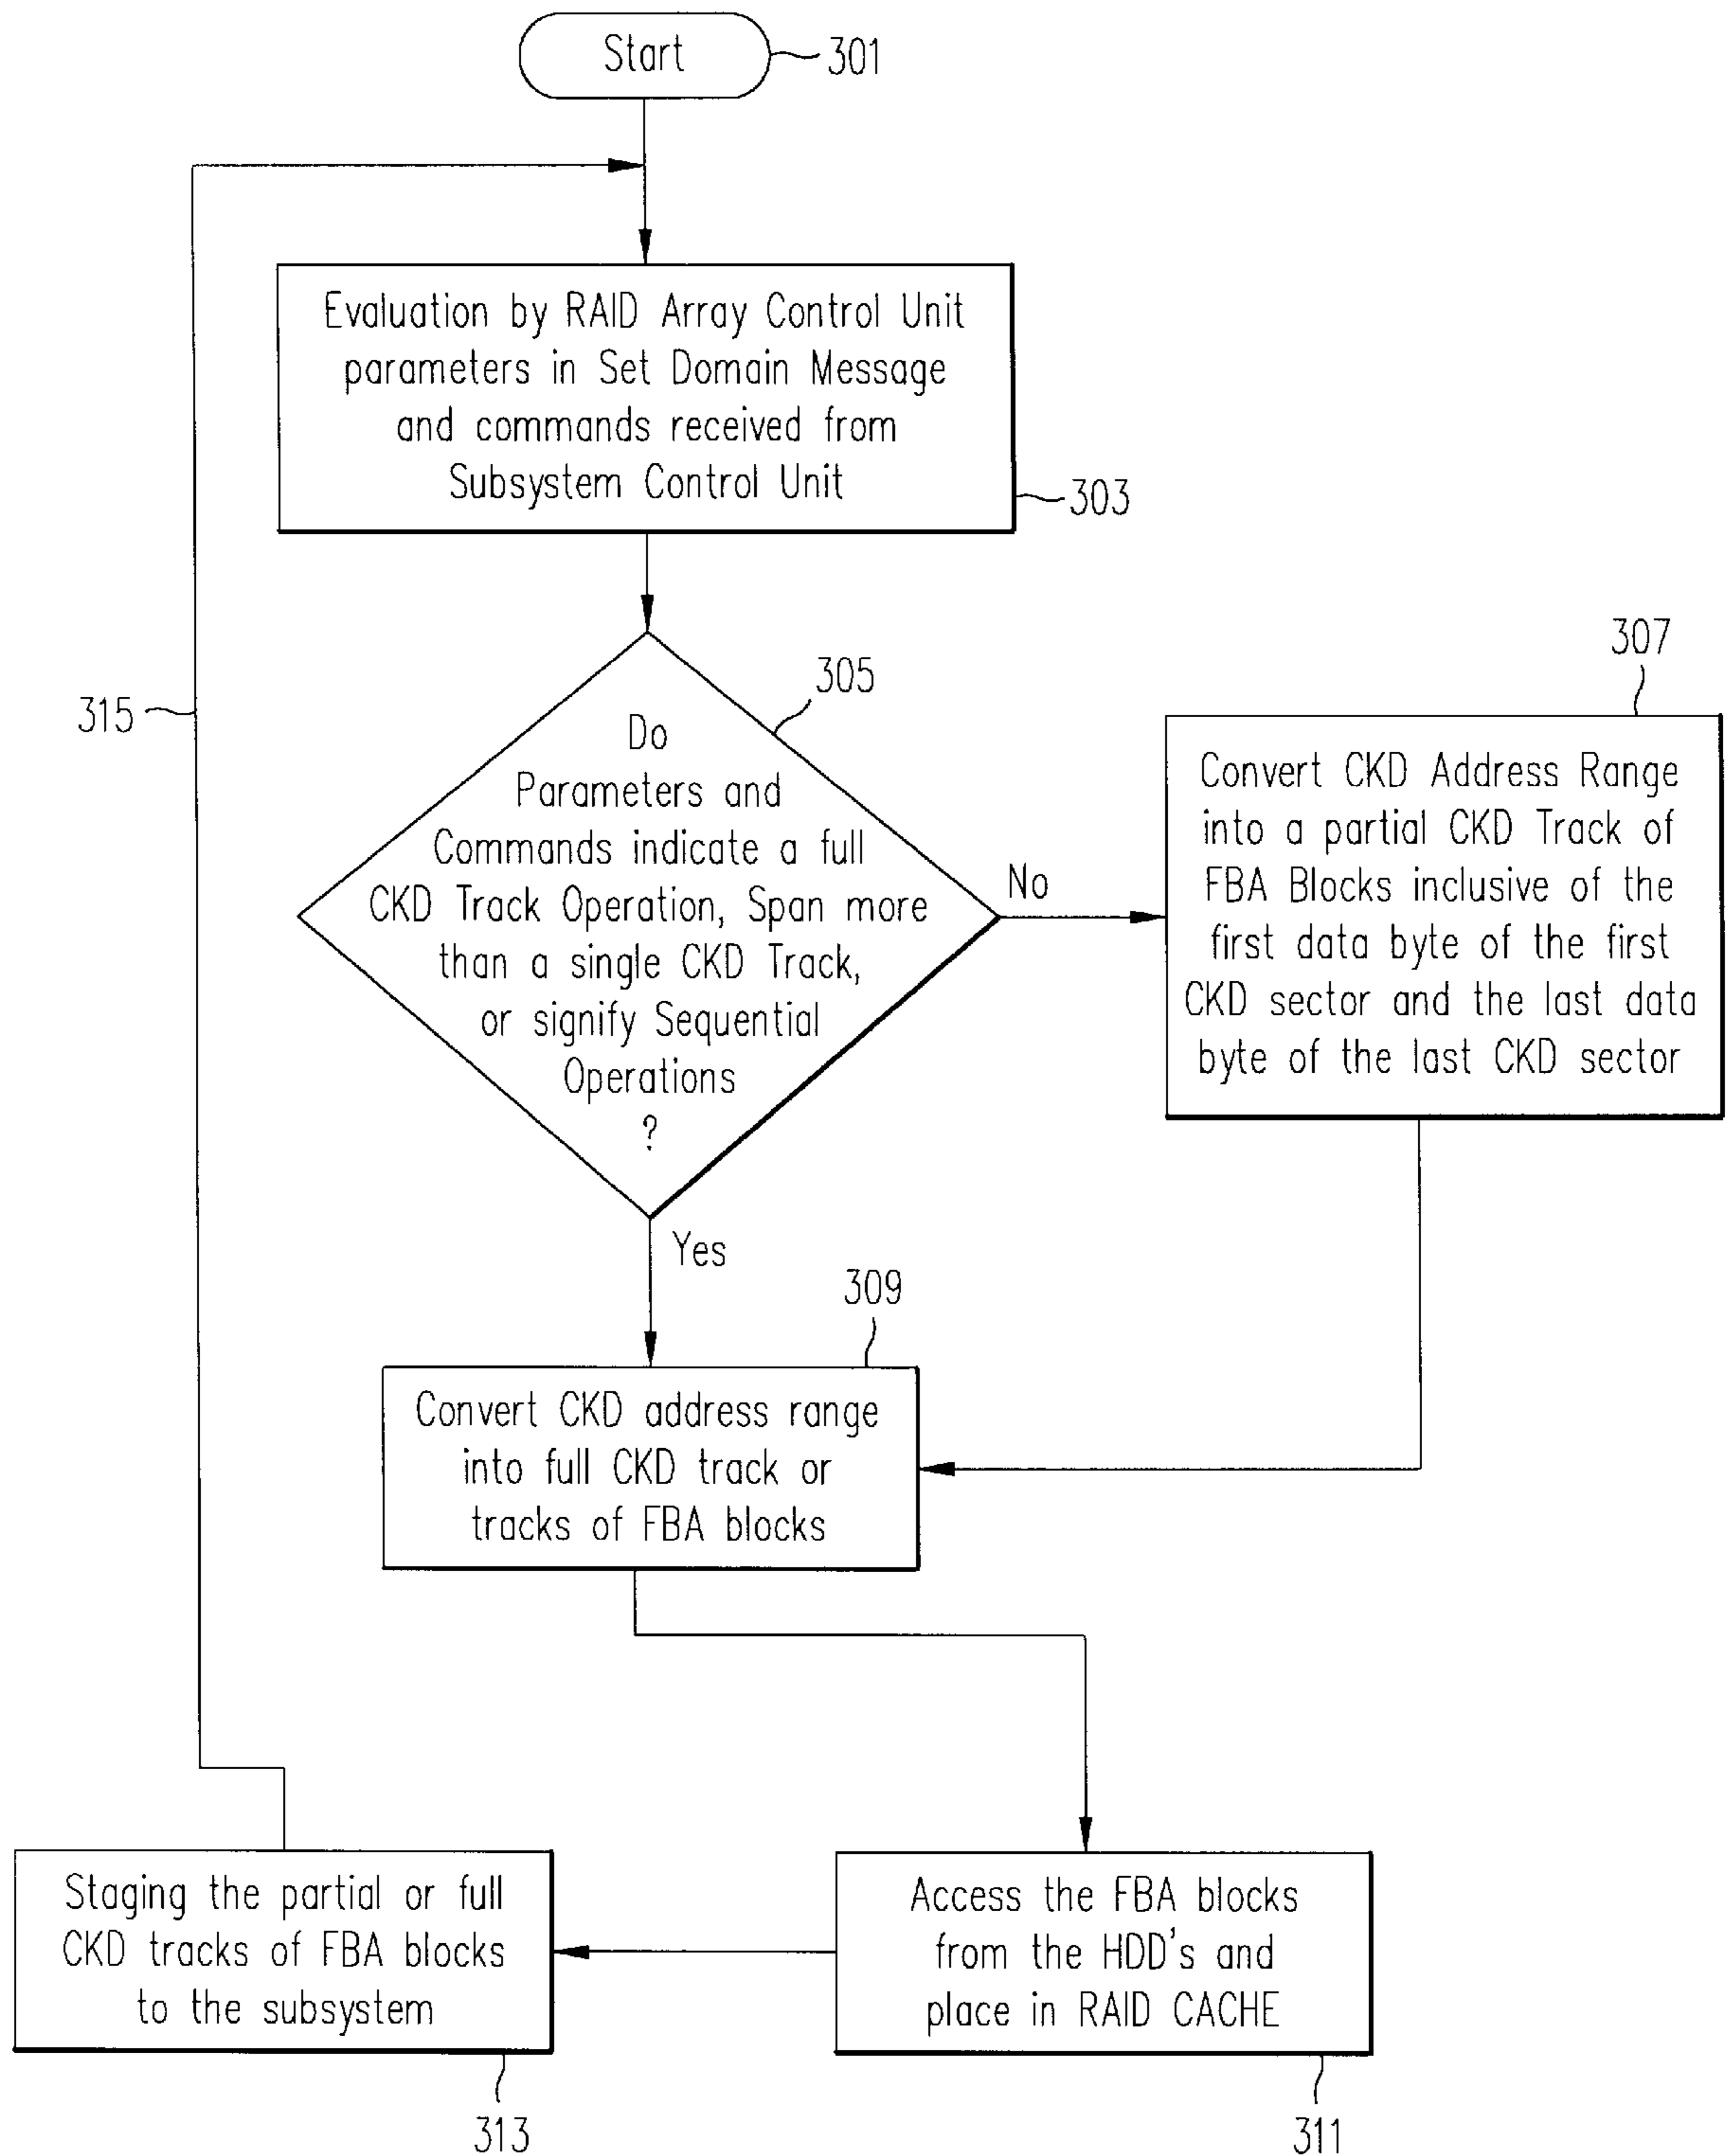 Start
301
Evaluation by RAID Array Control Unit
parameters in Set Domain Message
and commands received from
Subsystem Control Unit
303
315
305
Do
Parameters and
Commands indicate a full
CKD Track Operation, Span more
than a single CKD Track,
or signify Sequential
Operations
?
No
Yes
307
Convert CKD Address Range
into a partial CKD Track of
FBA Blocks inclusive of the
first data byte of the first
CKD sector and the last data
byte of the last CKD sector
309
Convert CKD address range
into full CKD track or
tracks of FBA blocks
Access the FBA blocks
from the HDD's and
place in RAID CACHE
311
Staging the partial or full
CKD tracks of FBA blocks
to the subsystem
313